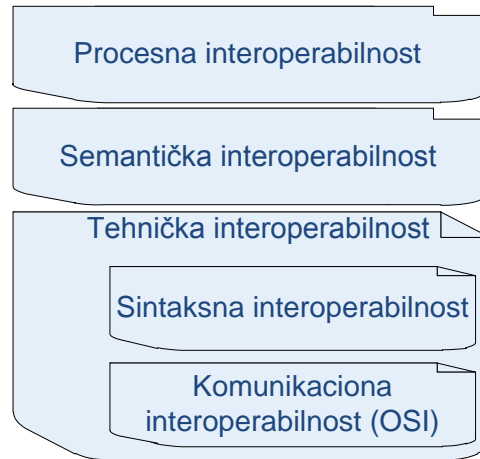 Procesna interoperabilnost
Semantička interoperabilnost
Tehnička interoperabilnost
Sintaksna interoperabilnost
Komunikaciona
interoperabilnost (OSI)